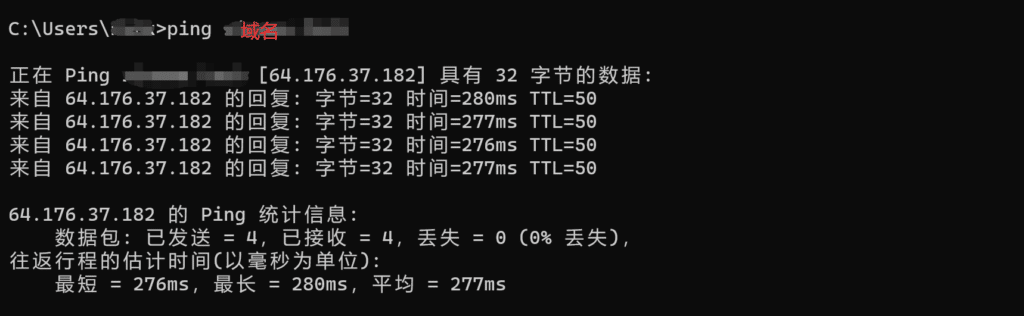 C:\Users\>ping 域名
正在 Ping [64.176.37.182] 具有 32 字节的数据:
来自 64.176.37.182 的回复: 字节=32 时间=280ms TTL=50
来自 64.176.37.182 的回复: 字节=32 时间=277ms TTL=50
来自 64.176.37.182 的回复: 字节=32 时间=276ms TTL=50
来自 64.176.37.182 的回复: 字节=32 时间=277ms TTL=50
64.176.37.182 的 Ping 统计信息:
数据包: 已发送 = 4，已接收 = 4，丢失 = 0 (0% 丢失)，
往返行程的估计时间(以毫秒为单位):
最短 = 276ms，最长 = 280ms，平均 = 277ms